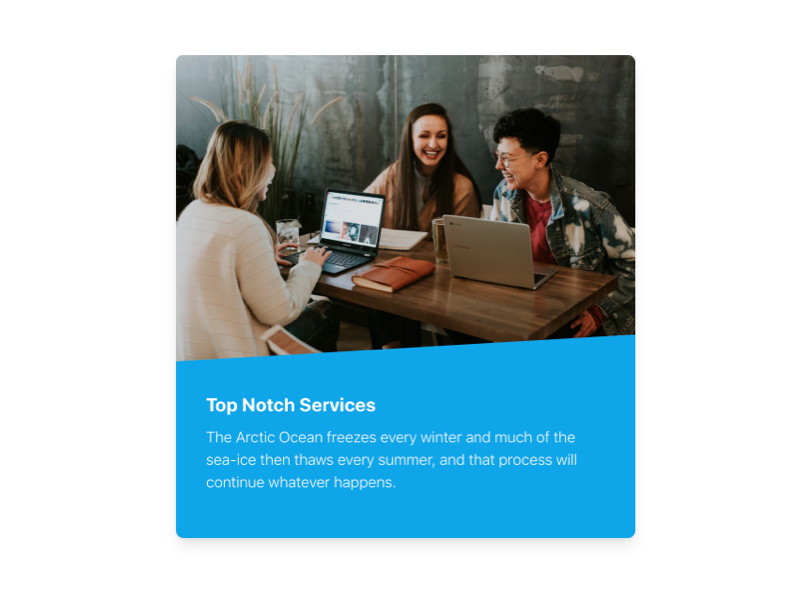 Top Notch Services
The Arctic Ocean freezes every winter and much of the
sea-ice then thaws every summer, and that process will
continue whatever happens.